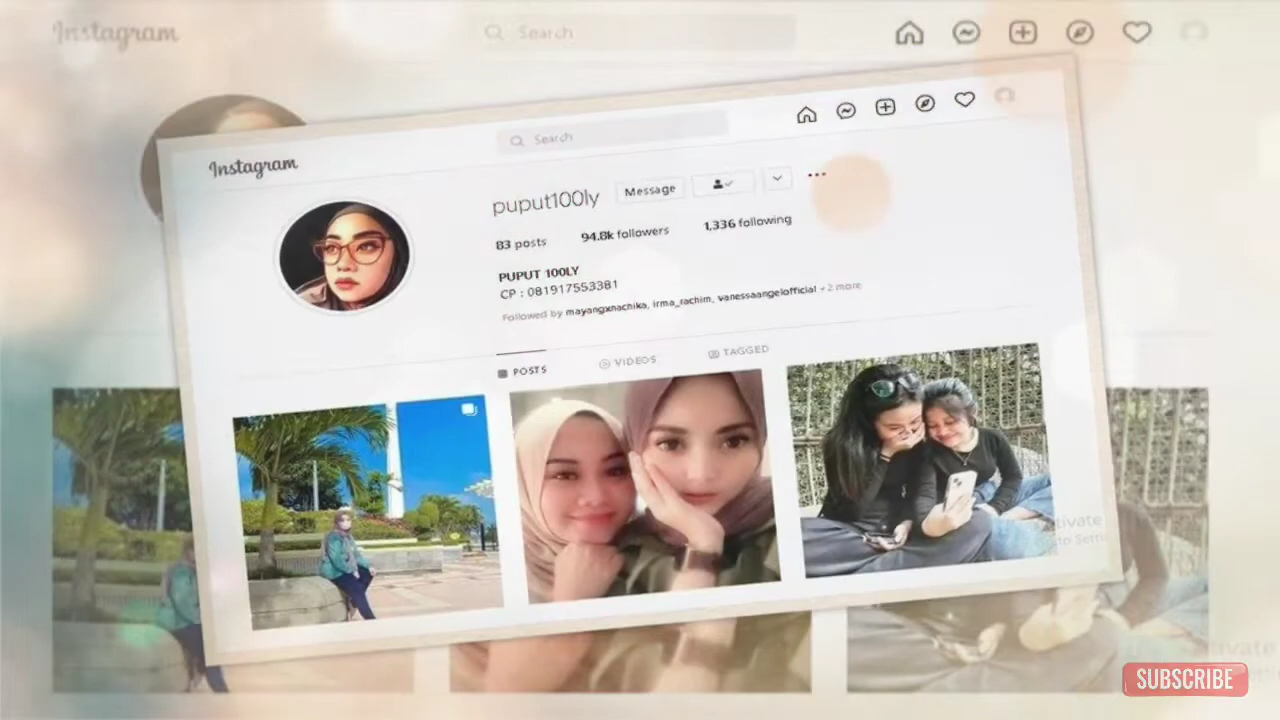 Instagram
Search
Instagram
Search
puput100ly
Message
83 posts
94.8k followers
1,336 following
PUPUT 100LY
CP : 081917553381
Followed by mayangxnachika, irma_rachim, vanessaangelofficial + 2 more
POSTS
VIDEOS
TAGGED
SUBSCRIBE